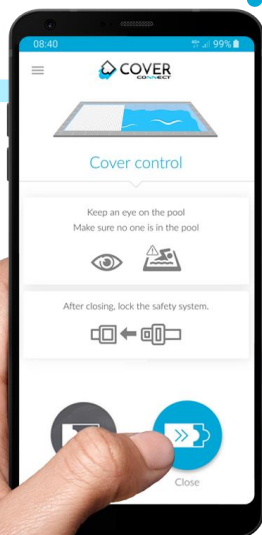 08:40
99%
COVER
CONNECT
Cover control
Keep an eye on the pool
Make sure no one is in the pool
After closing, lock the safety system.
Close